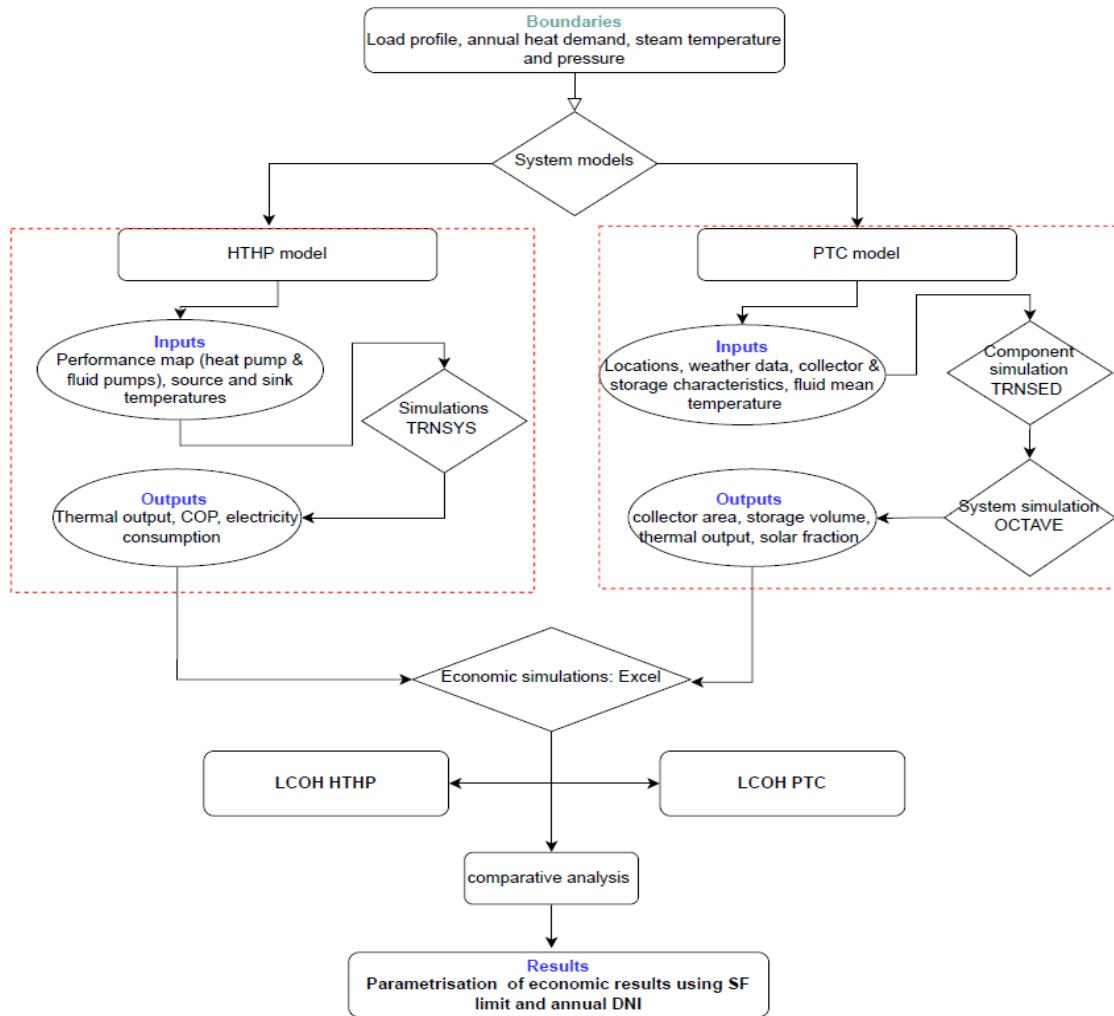 Boundaries
Load profile, annual heat demand, steam temperature
and pressure
System models
HTHP model
Inputs
Performance map (heat pump &
fluid pumps), source and sink
temperatures
Simulations
TRNSYS
Outputs
Thermal output, COP, electricity
consumption
PTC model
Inputs
Locations, weather data, collector &
storage characteristics, fluid mean
temperature
Component
simulation
TRNSED
System simulation
OCTAVE
Outputs
collector area, storage volume,
thermal output, solar fraction
Economic simulations: Excel
LCOH HTHP
LCOH PTC
comparative analysis
Results
Parametrisation of economic results using SF
limit and annual DNI